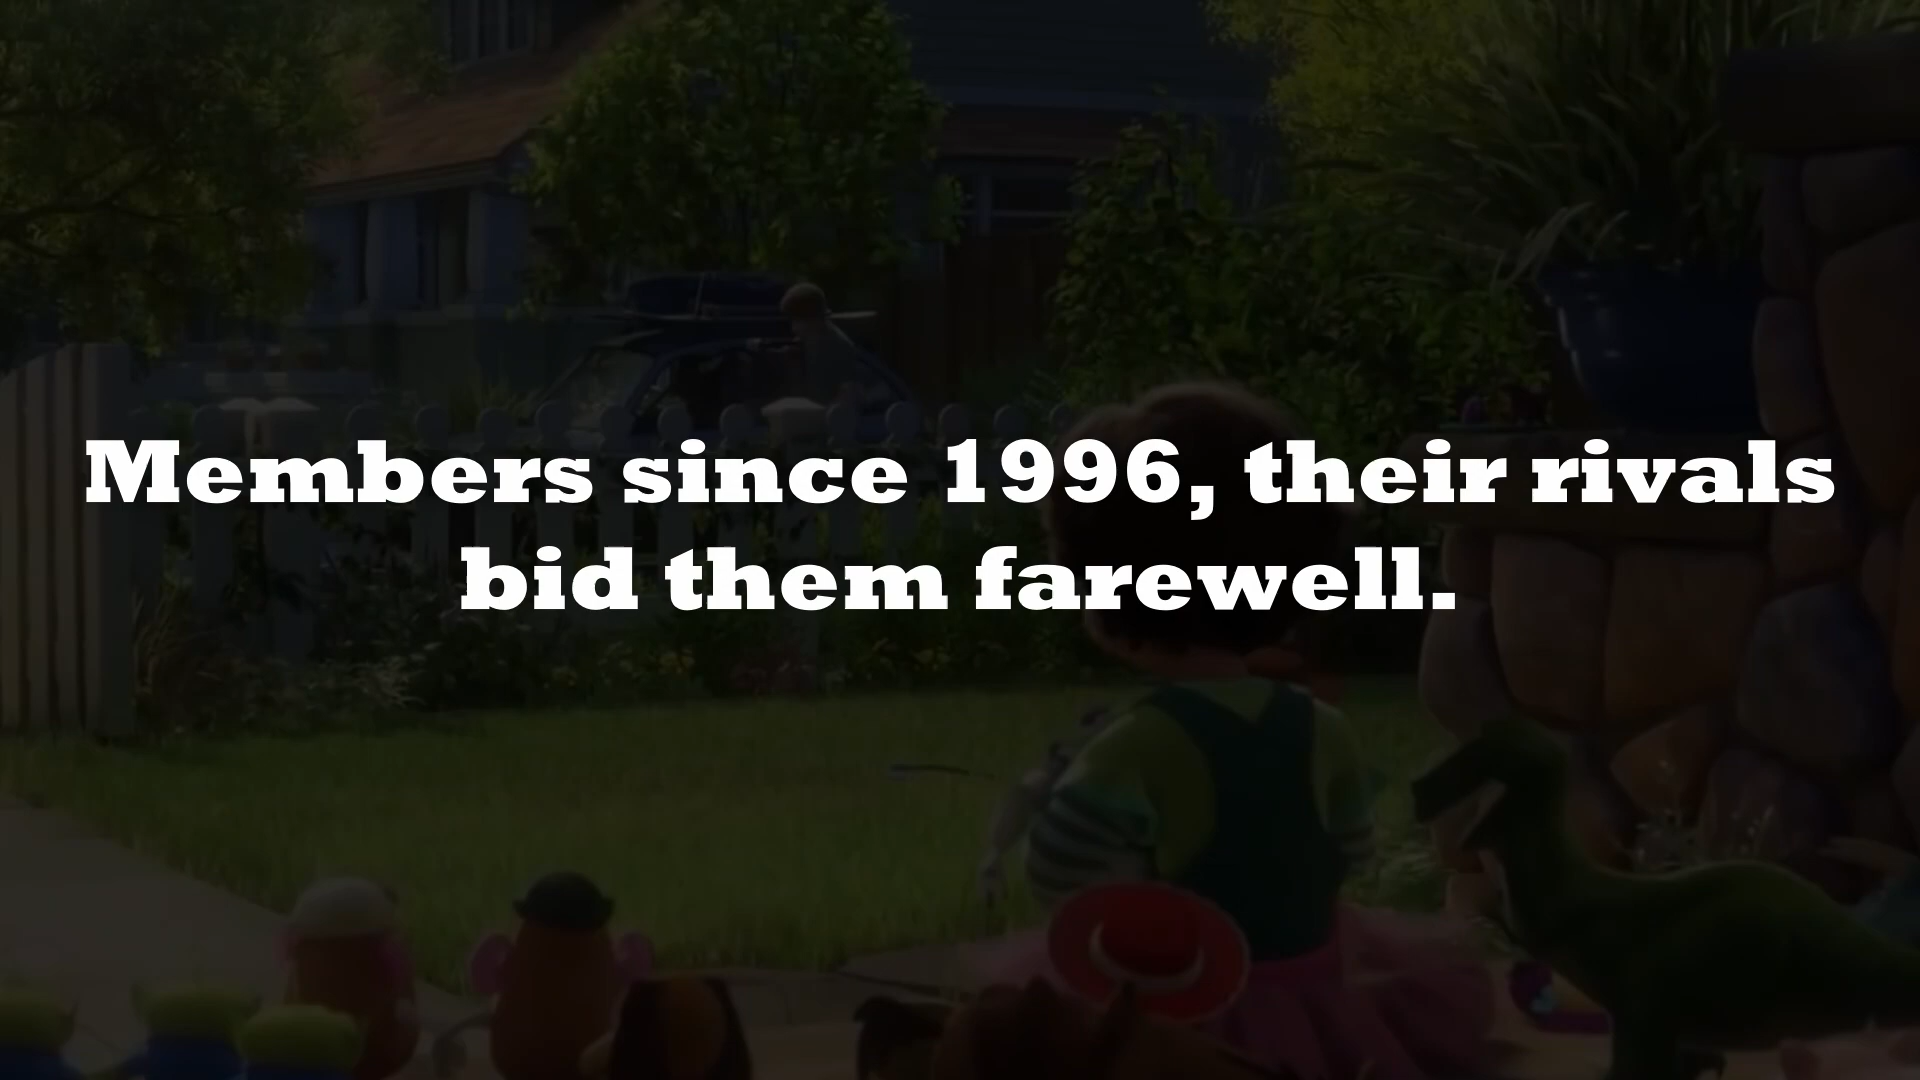 Members since 1996, their rivals
bid them farewell.